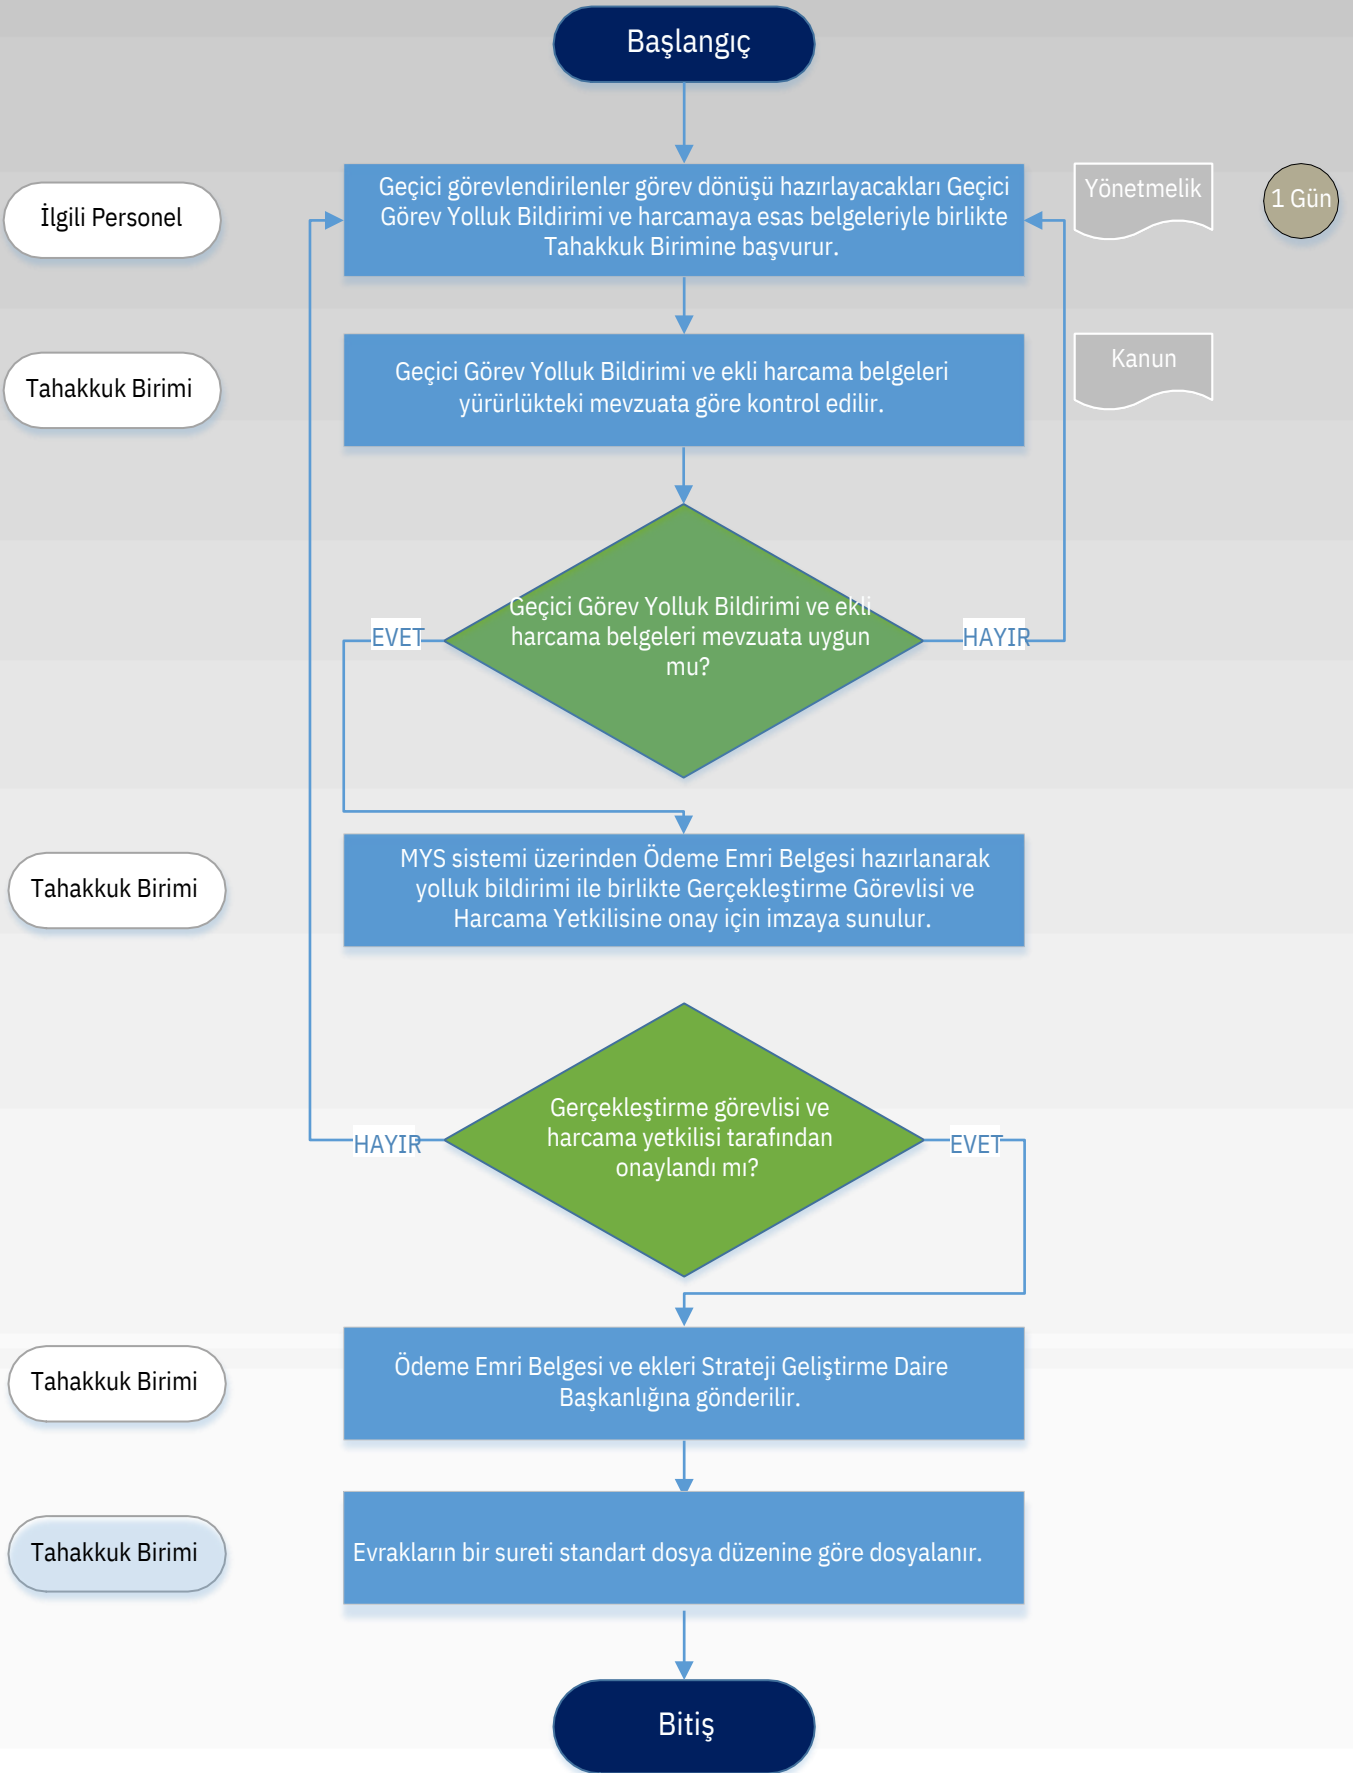 Başlangıç
İlgili Personel
Geçici görevlendirilenler görev dönüşü hazırlayacakları Geçici
Görev Yolluk Bildirimi ve harcamaya esas belgeleriyle birlikte
Tahakkuk Birimine başvurur.
Yönetmelik
1 Gün
Tahakkuk Birimi
Geçici Görev Yolluk Bildirimi ve ekli harcama belgeleri
yürürlükteki mevzuata göre kontrol edilir.
Kanun
Geçici Görev Yolluk Bildirimi ve ekli
harcama belgeleri mevzuata uygun
mu?
EVET
HAYIR
Tahakkuk Birimi
MYS sistemi üzerinden Ödeme Emri Belgesi hazırlanarak
yolluk bildirimi ile birlikte Gerçekleştirme Görevlisi ve
Harcama Yetkilisine onay için imzaya sunulur.
Gerçekleştirme görevlisi ve
harcama yetkilisi tarafından
onaylandı mı?
HAYIR
EVET
Tahakkuk Birimi
Ödeme Emri Belgesi ve ekleri Strateji Geliştirme Daire
Başkanlığına gönderilir.
Tahakkuk Birimi
Evrakların bir sureti standart dosya düzenine göre dosyalanır.
Bitiş